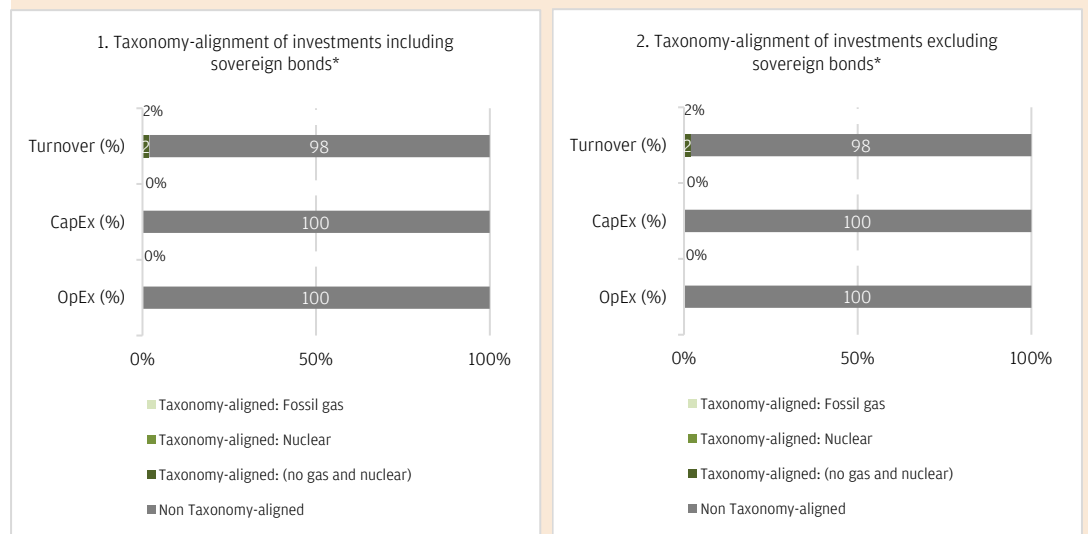 1. Taxonomy-alignment of investments including
sovereign bonds*
2%
Turnover (%)
2
98
0%
CapEx (%)
100
0%
OpEx (%)
100
0%
50%
100%
Taxonomy-aligned: Fossil gas
Taxonomy-aligned: Nuclear
Taxonomy-aligned: (no gas and nuclear)
Non Taxonomy-aligned
2. Taxonomy-alignment of investments excluding
sovereign bonds*
2%
Turnover (%)
2
98
0%
CapEx (%)
100
0%
OpEx (%)
100
0%
50%
100%
Taxonomy-aligned: Fossil gas
Taxonomy-aligned: Nuclear
Taxonomy-aligned: (no gas and nuclear)
Non Taxonomy-aligned